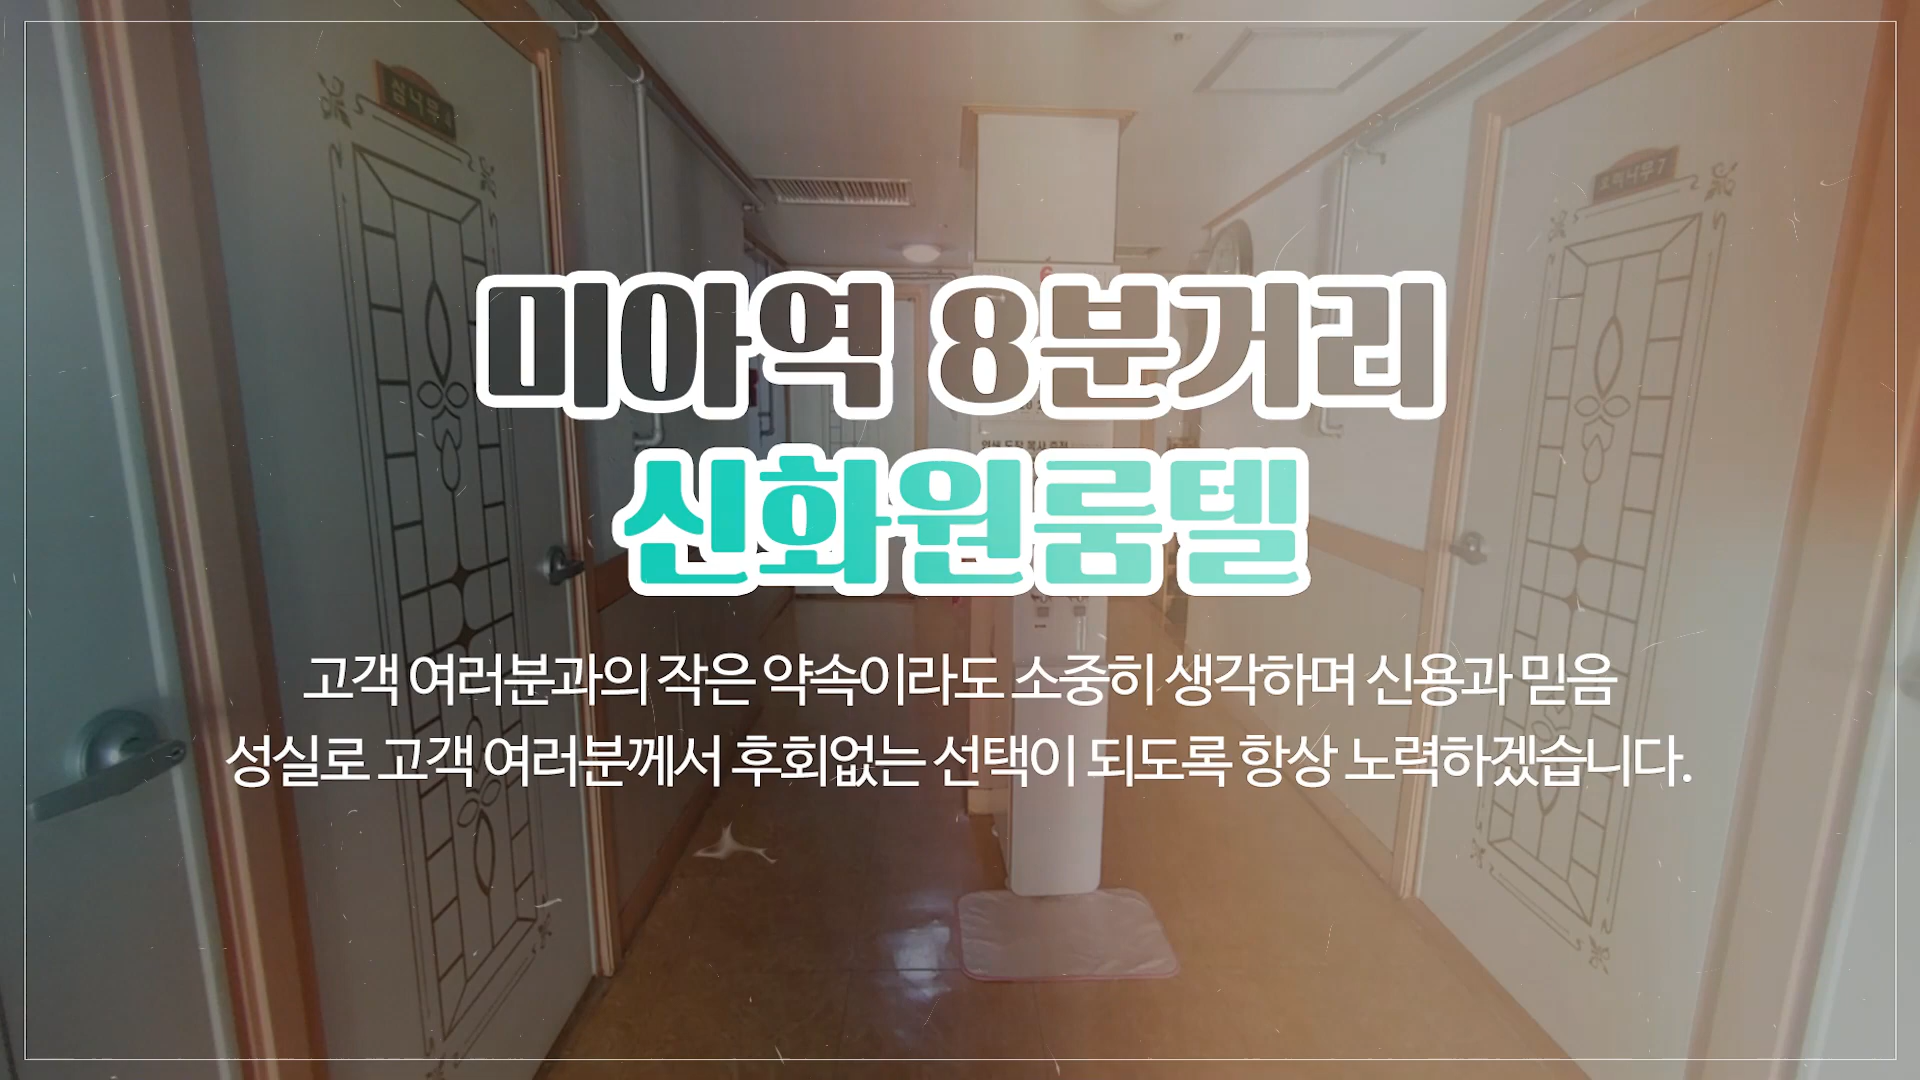 삼나무
미아역 8분거리
신화원룸텔
고객 여러분과의 작은 약속이라도 소중히 생각하며 신용과 믿음
성실로 고객 여러분께서 후회없는 선택이 되도록 항상 노력하겠습니다.